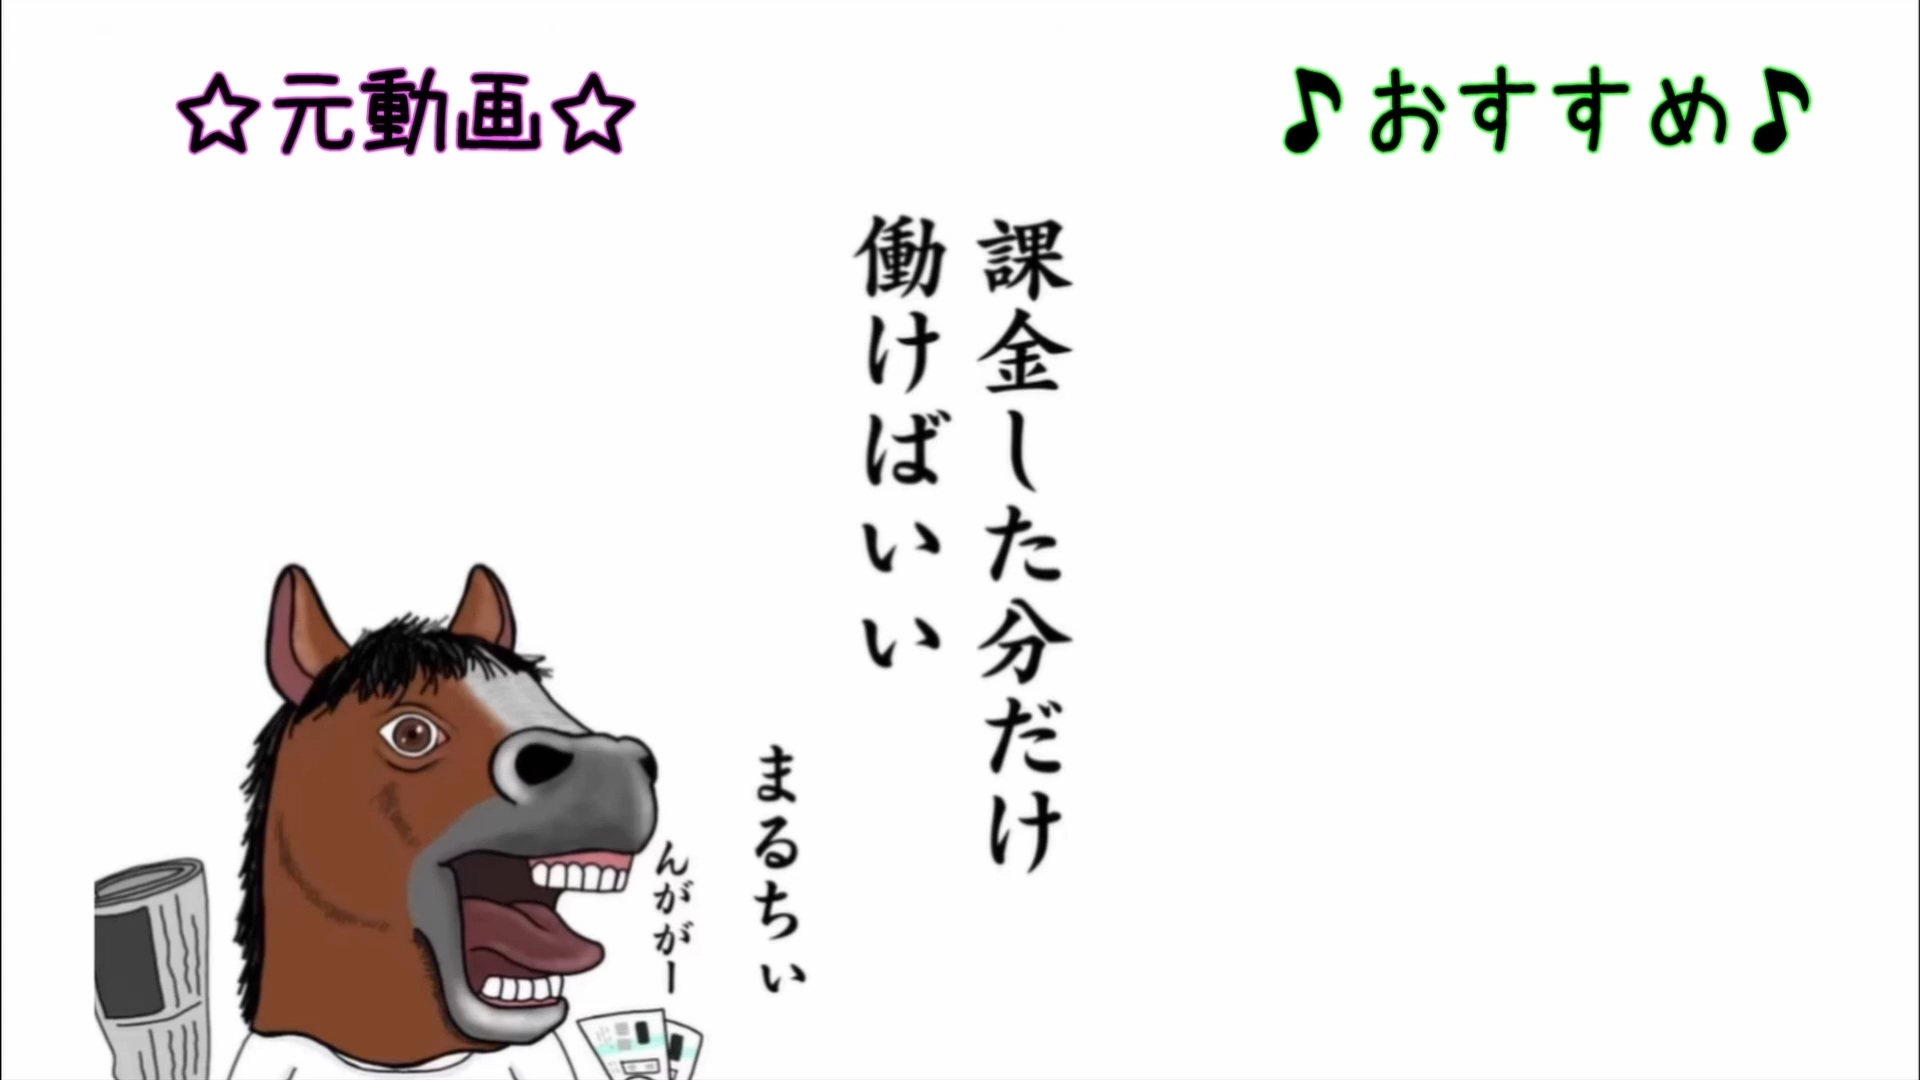 ☆元動画☆
♪おすすめ♪
課金した分だけ
働けばいい
まるちぃ
んががー